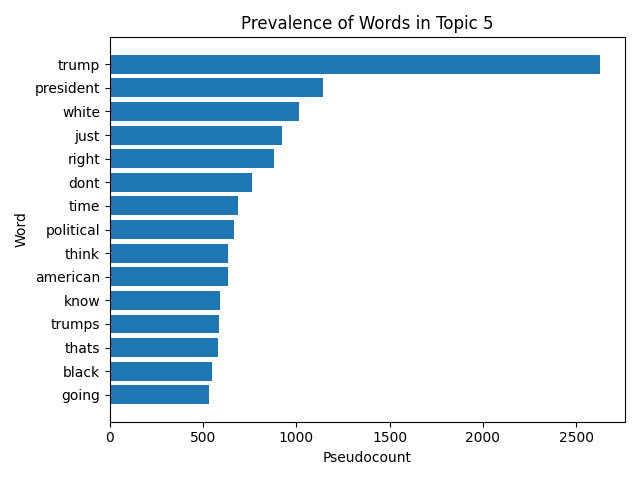 Prevalence of Words in Topic 5
trump
president
white
just
right
dont
time
political
think
american
know
trumps
thats
black
going
Word
0 500 1000 1500 2000 2500
Pseudocount